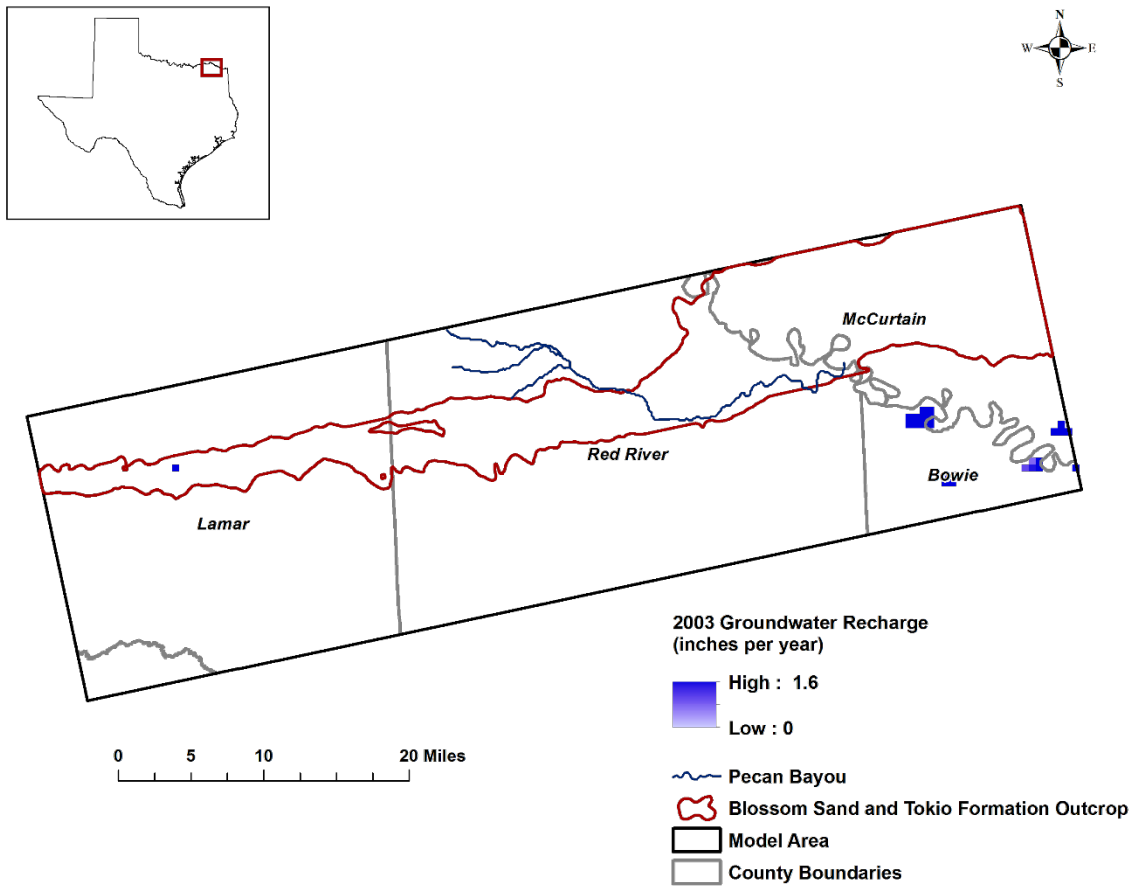 N
W E
S
McCurtain
Red River
Bowie
Lamar
2003 Groundwater Recharge
(inches per year)
High : 1.6
Low : 0
0 5 10 20 Miles
Pecan Bayou
Blossom Sand and Tokio Formation Outcrop
Model Area
County Boundaries